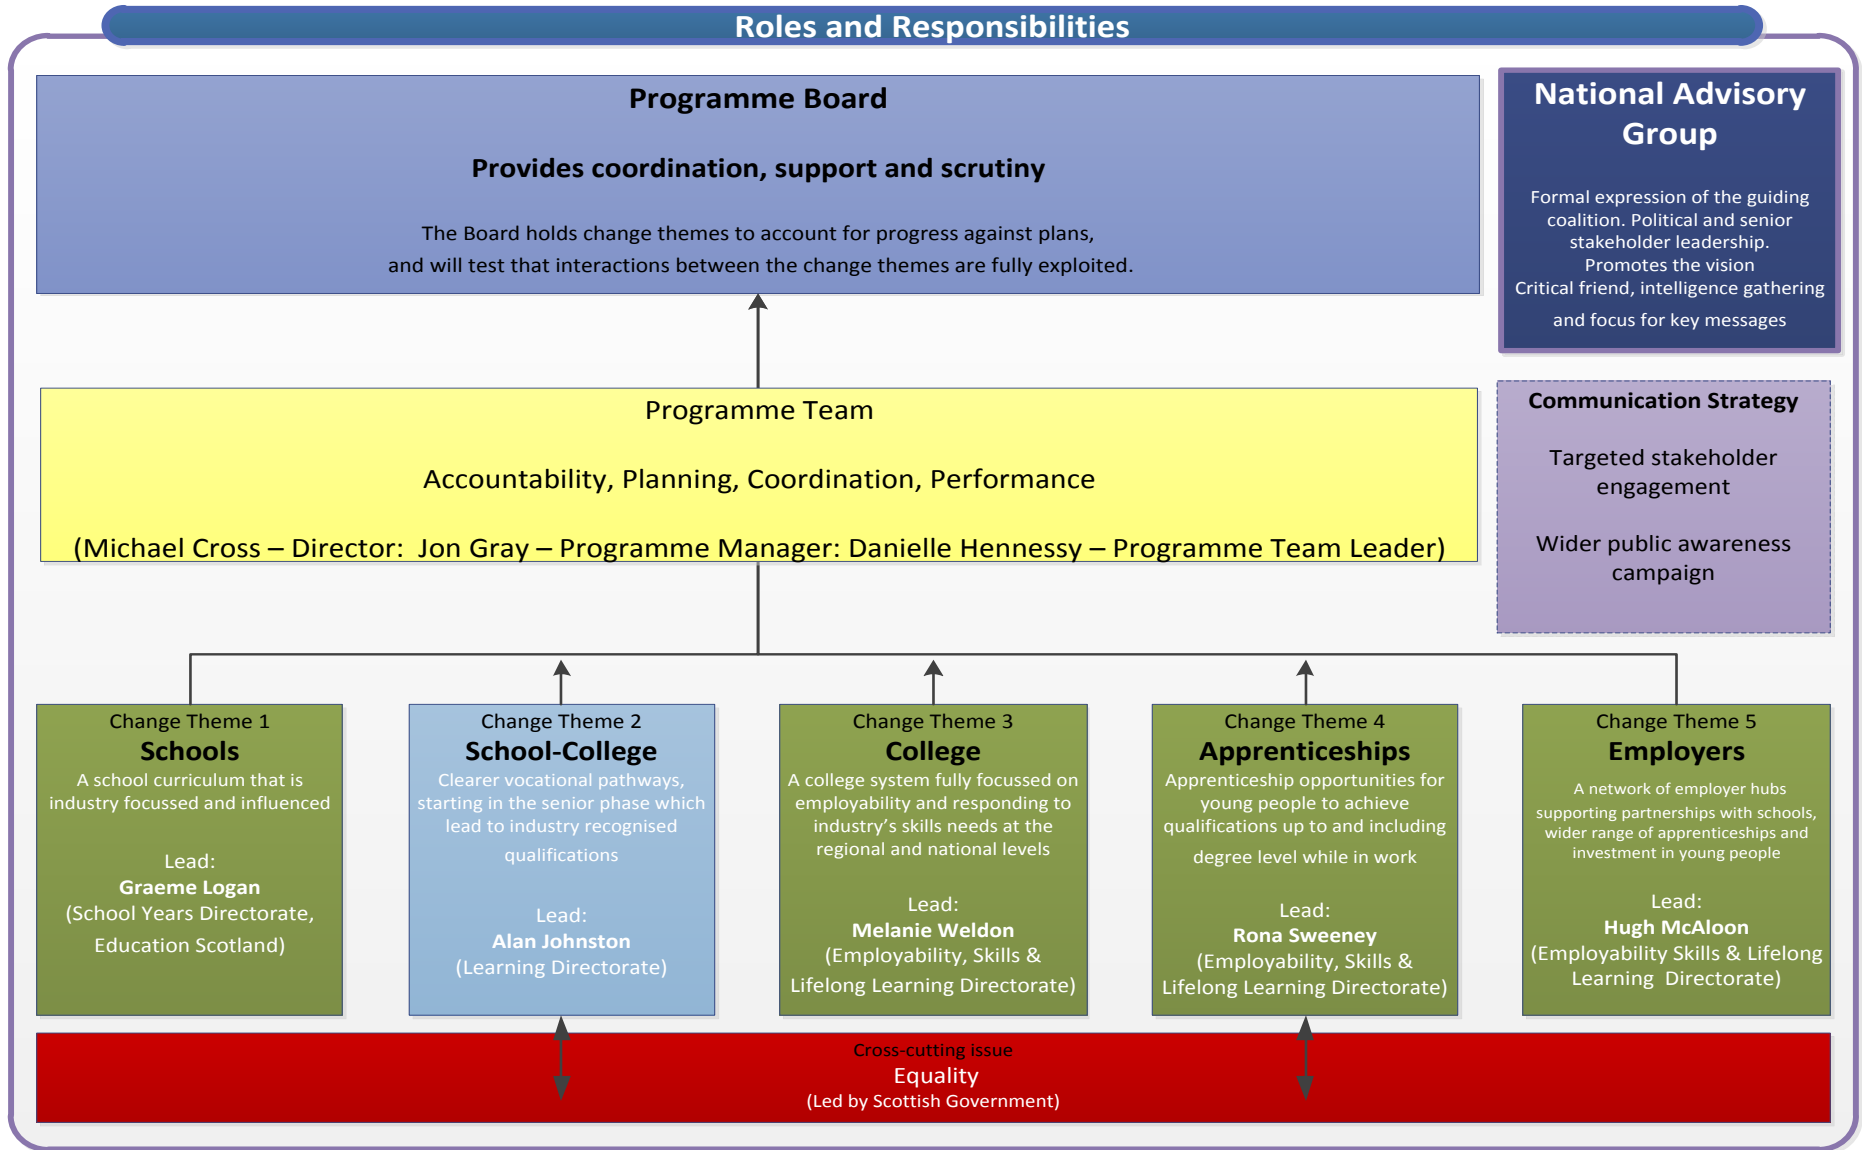 Roles and Responsibilities
Programme Board
Provides coordination, support and scrutiny
The Board holds change themes to account for progress against plans,
and will test that interactions between the change themes are fully exploited.
National Advisory
Group
Formal expression of the guiding
coalition. Political and senior
stakeholder leadership.
Promotes the vision
Critical friend, intelligence gathering
and focus for key messages
Programme Team
Accountability, Planning, Coordination, Performance
(Michael Cross – Director:  Jon Gray – Programme Manager: Danielle Hennessy – Programme Team Leader)
Communication Strategy
Targeted stakeholder
engagement
Wider public awareness
campaign
Change Theme 1
Schools
A school curriculum that is
industry focussed and influenced
Lead:
Graeme Logan
(School Years Directorate,
Education Scotland)
Change Theme 2
School-College
Clearer vocational pathways,
starting in the senior phase which
lead to industry recognised
qualifications
Lead:
Alan Johnston
(Learning Directorate)
Change Theme 3
College
A college system fully focussed on
employability and responding to
industry’s skills needs at the
regional and national levels
Lead:
Melanie Weldon
(Employability, Skills &
Lifelong Learning Directorate)
Change Theme 4
Apprenticeships
Apprenticeship opportunities for
young people to achieve
qualifications up to and including
degree level while in work
Lead:
Rona Sweeney
(Employability, Skills &
Lifelong Learning Directorate)
Change Theme 5
Employers
A network of employer hubs
supporting partnerships with schools,
wider range of apprenticeships and
investment in young people
Lead:
Hugh McAloon
(Employability Skills & Lifelong
Learning  Directorate)
Cross-cutting issue
Equality
(Led by Scottish Government)